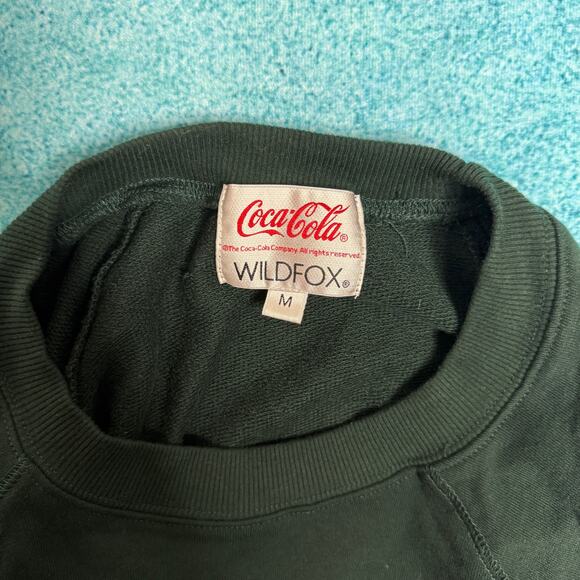 Coca-Cola®
©The Coca-Cola Company. All rights reserved.
WILDFOX®
M